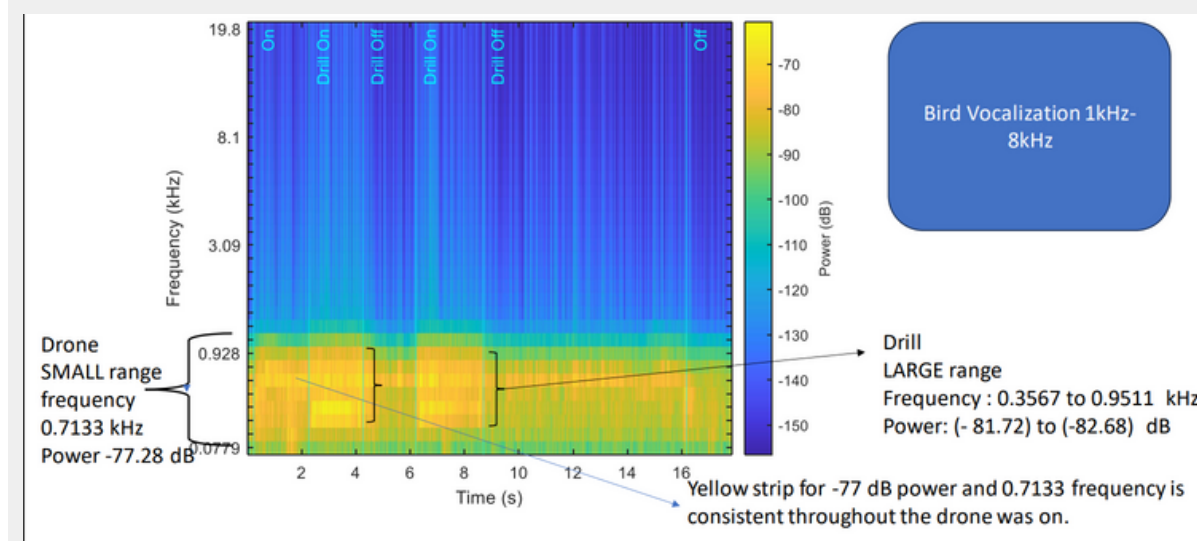 19.8
8.1
3.09
0.928
0.0779
Frequency (kHz)
On
Drill On
Drill Off
Drill On
Drill Off
Off
2 4 6 8 10 12 14 16
Time (s)
-70
-80
-90
-100
-110
-120
-130
-140
-150
Power (dB)
Bird Vocalization 1kHz-
8kHz
Drone
SMALL range
frequency
0.7133 kHz
Power -77.28 dB
Drill
LARGE range
Frequency : 0.3567 to 0.9511 kHz
Power: (- 81.72) to (-82.68) dB
Yellow strip for -77 dB power and 0.7133 frequency is
consistent throughout the drone was on.